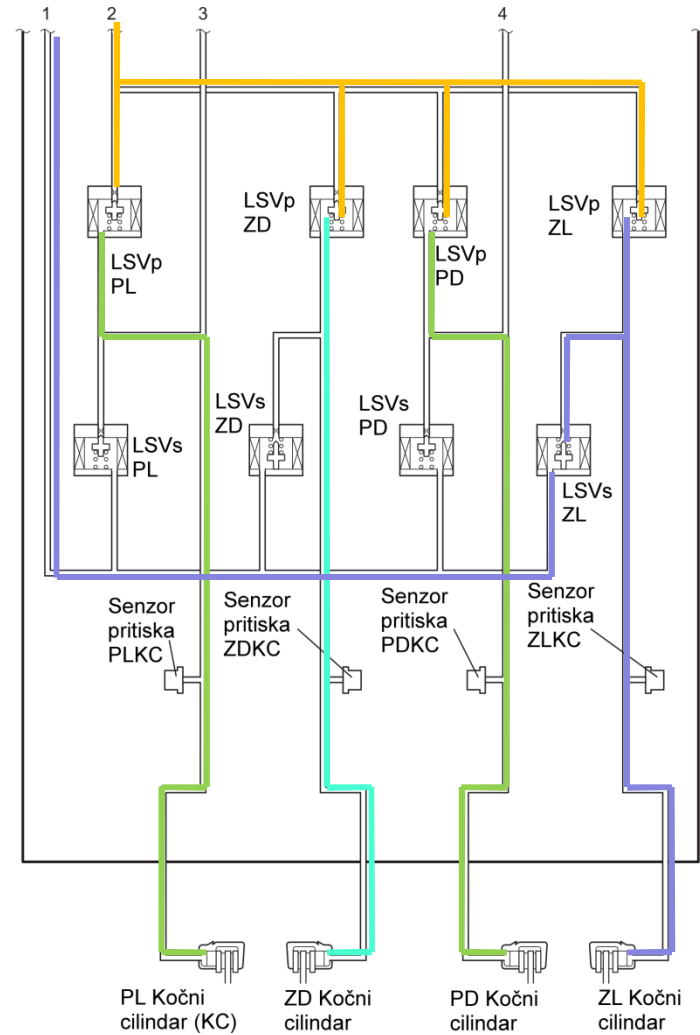 1
2
3
4
LSVp
PL
LSVp
ZD
LSVp
PD
LSVp
ZL
LSVs
PL
LSVs
ZD
LSVs
PD
LSVs
ZL
Senzor
pritiska
PLKC
Senzor
pritiska
ZDKC
Senzor
pritiska
PDKC
Senzor
pritiska
ZLKC
PL Kočni
cilindar (KC)
ZD Kočni
cilindar
PD Kočni
cilindar
ZL Kočni
cilindar